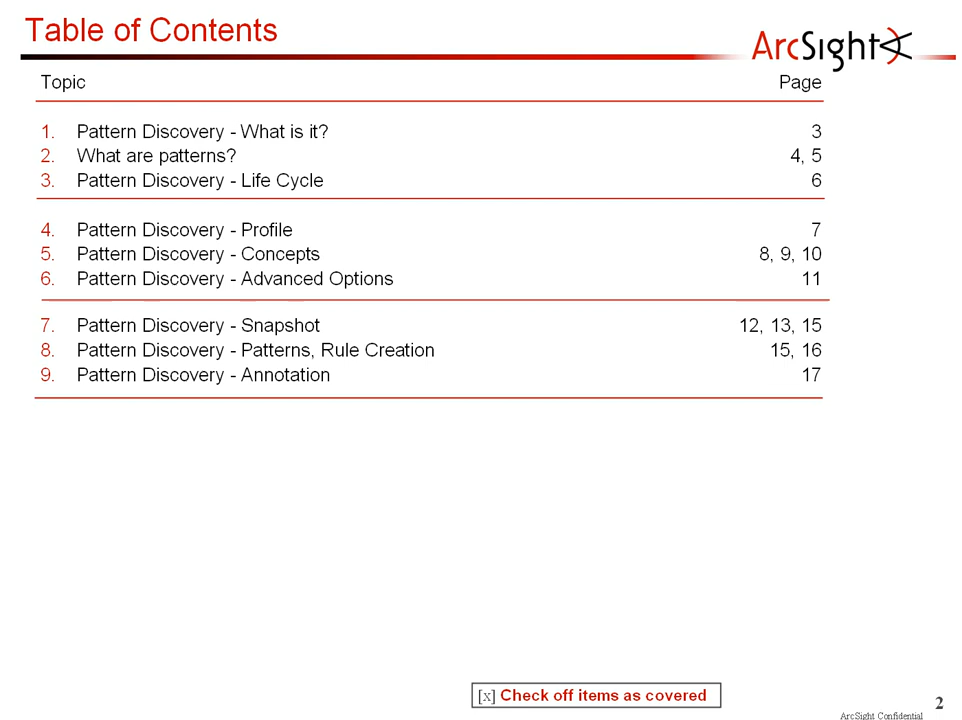 Table of Contents
ArcSight
Topic Page
1. Pattern Discovery - What is it? 3
2. What are patterns? 4, 5
3. Pattern Discovery - Life Cycle 6
4. Pattern Discovery - Profile 7
5. Pattern Discovery - Concepts 8, 9, 10
6. Pattern Discovery - Advanced Options 11
7. Pattern Discovery - Snapshot 12, 13, 15
8. Pattern Discovery - Patterns, Rule Creation 15, 16
9. Pattern Discovery - Annotation 17
[x] Check off items as covered
2
ArcSight Confidential